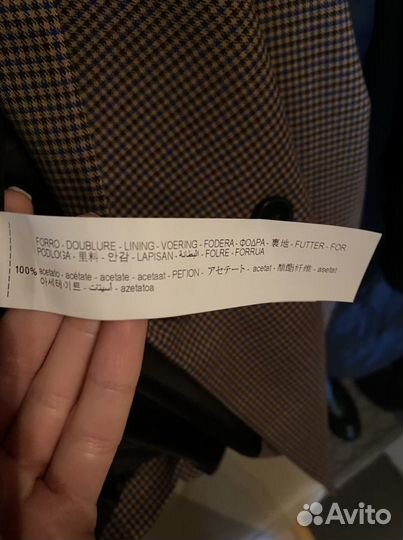 FORRO - DOUBLURE - LINING - VOERING - FODERA - ΦΟΔΡΑ - 裏地 - FUTTER - FOR
PODLOGA - 里料 - 안감 - LAPISAN - البطانة - FOLRE - FORRUA
100% acetato - acétate - acetate - acetaat - ΡΕΓΙΟΝ - アセテート - acetat - 醋酯纤维 - asetat
아세테이트 - أسيتات - azetatoa
Avito